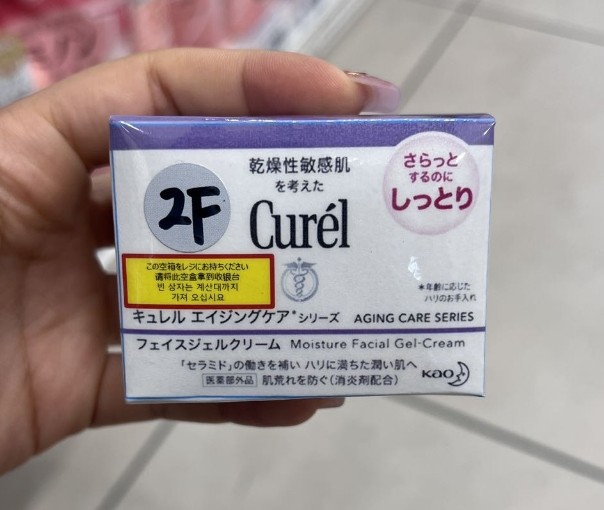 乾燥性敏感肌
を考えた
Curél
2F
さらっと
するのに
しっとり
この空箱をレジにお持ちください
请将此空盒拿到收银台
빈 상자는 계산대까지
가져 오십시요
*年齢に応じた
ハリのお手入れ
キュレル エイジングケア*シリーズ AGING CARE SERIES
フェイスジェルクリーム Moisture Facial Gel-Cream
「セラミド」の働きを補い ハリに満ちた潤い肌へ
医薬部外品 肌荒れを防ぐ(消炎剤配合)
Kao